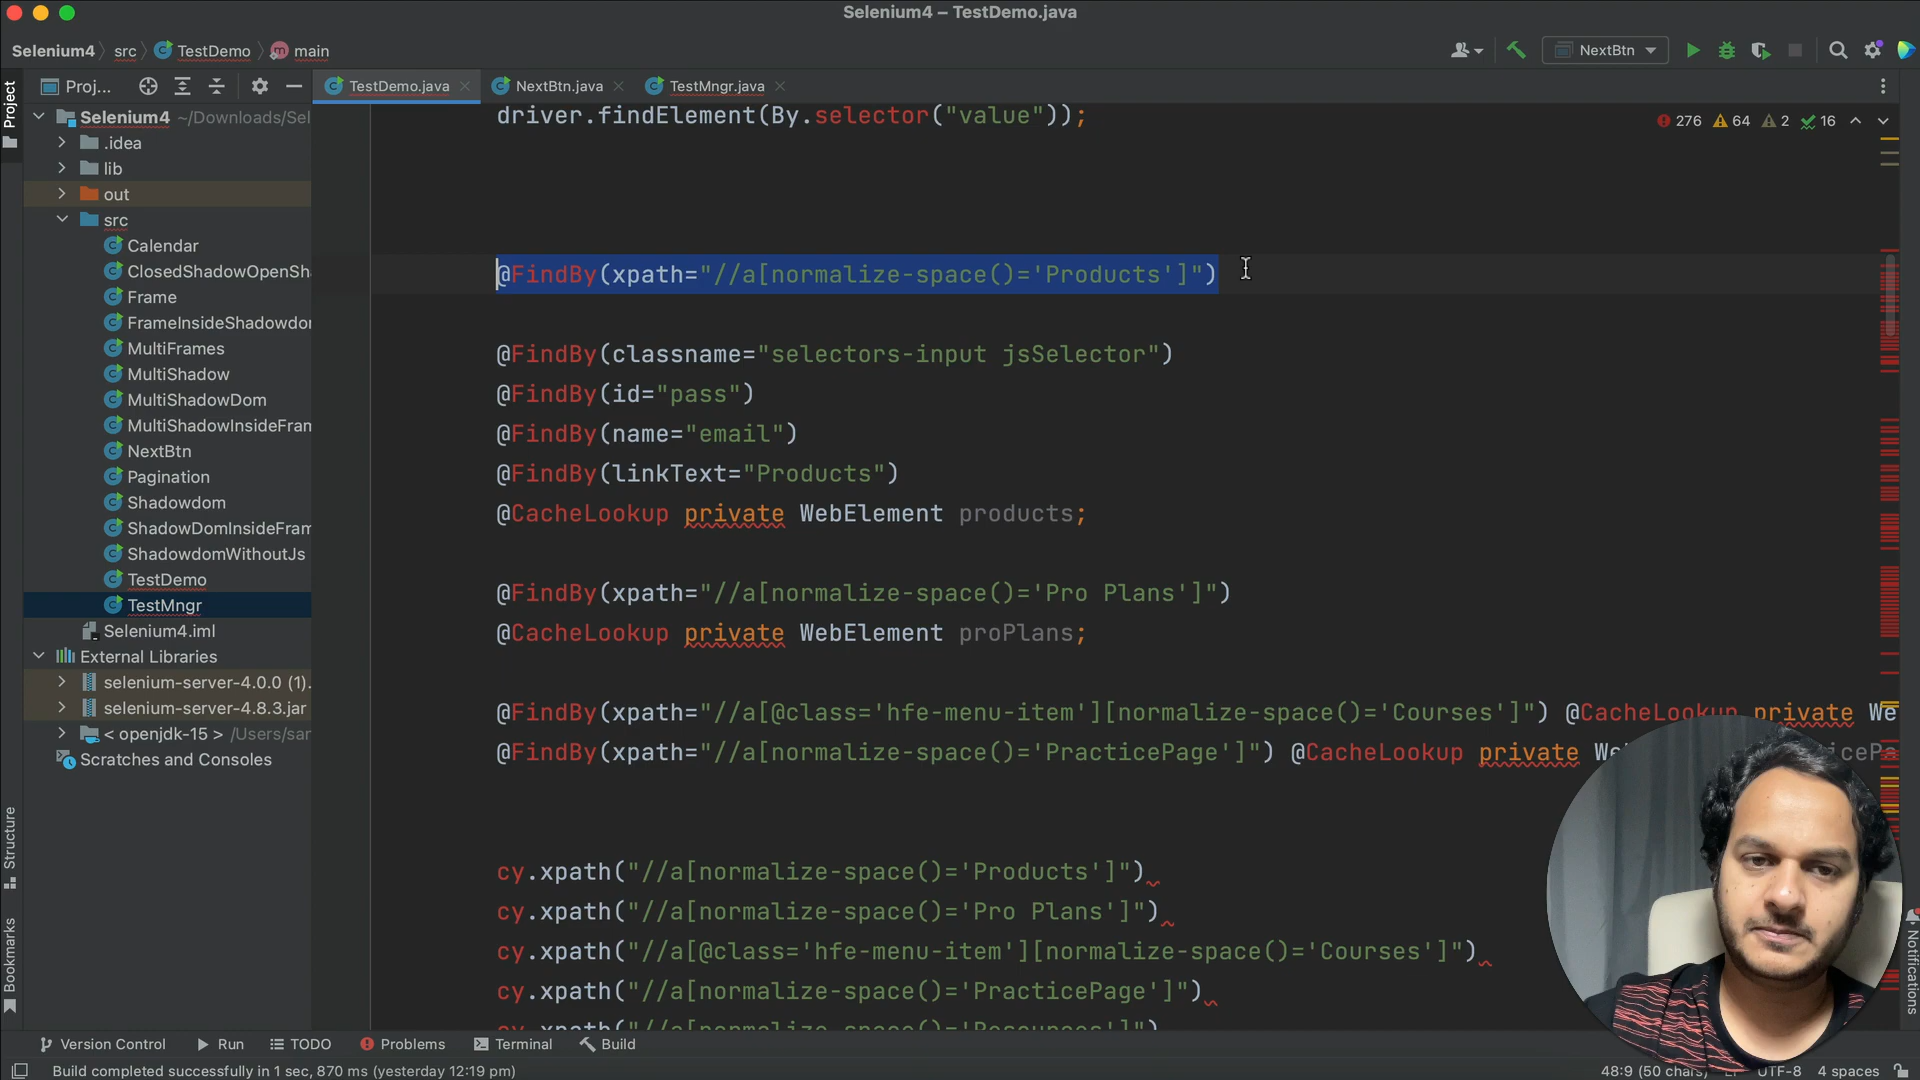 Selenium4 – TestDemo.java
Selenium4 src TestDemo main
NextBtn
Project
Proj...
TestDemo.java NextBtn.java TestMngr.java
Selenium4 ~/Downloads/Sel
.idea
lib
out
src
Calendar
ClosedShadowOpenSh
Frame
FrameInsideShadowdo
MultiFrames
MultiShadow
MultiShadowDom
MultiShadowInsideFram
NextBtn
Pagination
Shadowdom
ShadowDomInsideFram
ShadowdomWithoutJs
TestDemo
TestMngr
Selenium4.iml
External Libraries
selenium-server-4.0.0 (1).
selenium-server-4.8.3.jar
< openjdk-15 > /Users/sar
Scratches and Consoles
driver.findElement(By.selector("value"));
276 64 2 16
@FindBy(xpath="//a[normalize-space()='Products']")
@FindBy(classname="selectors-input jsSelector")
@FindBy(id="pass")
@FindBy(name="email")
@FindBy(linkText="Products")
@CacheLookup private WebElement products;
@FindBy(xpath="//a[normalize-space()='Pro Plans']")
@CacheLookup private WebElement proPlans;
@FindBy(xpath="//a[@class='hfe-menu-item'][normalize-space()='Courses']") @CacheLookup private We
@FindBy(xpath="//a[normalize-space()='PracticePage']") @CacheLookup private We
cy.xpath("//a[normalize-space()='Products']")
cy.xpath("//a[normalize-space()='Pro Plans']")
cy.xpath("//a[@class='hfe-menu-item'][normalize-space()='Courses']")
cy.xpath("//a[normalize-space()='PracticePage']")
cy.xpath("//a[normalize-space()='Resources']")
Structure
Bookmarks
Notifications
Version Control Run TODO Problems Terminal Build
Build completed successfully in 1 sec, 870 ms (yesterday 12:19 pm)
48:9 (50 chars) UTF-8 4 spaces